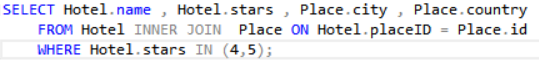 SELECT Hotel.name , Hotel.stars , Place.city , Place.country
FROM Hotel INNER JOIN  Place ON Hotel.placeID = Place.id
WHERE Hotel.stars IN (4,5);